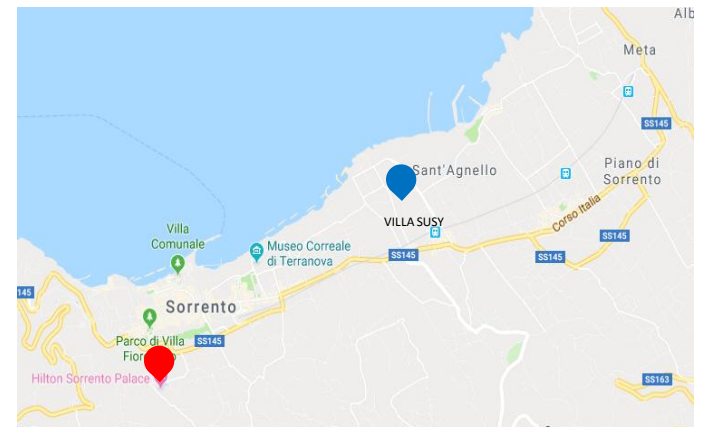 Alb
Meta
SS145
Sant'Agnello
Piano di
Sorrento
VILLA SUSY
Corso Italia
Villa
Comunale
SS145
Museo Correale
di Terranova
SS145
SS145
145
Sorrento
Parco di Villa
SS145
Hilton Sorrento Palace
SS163